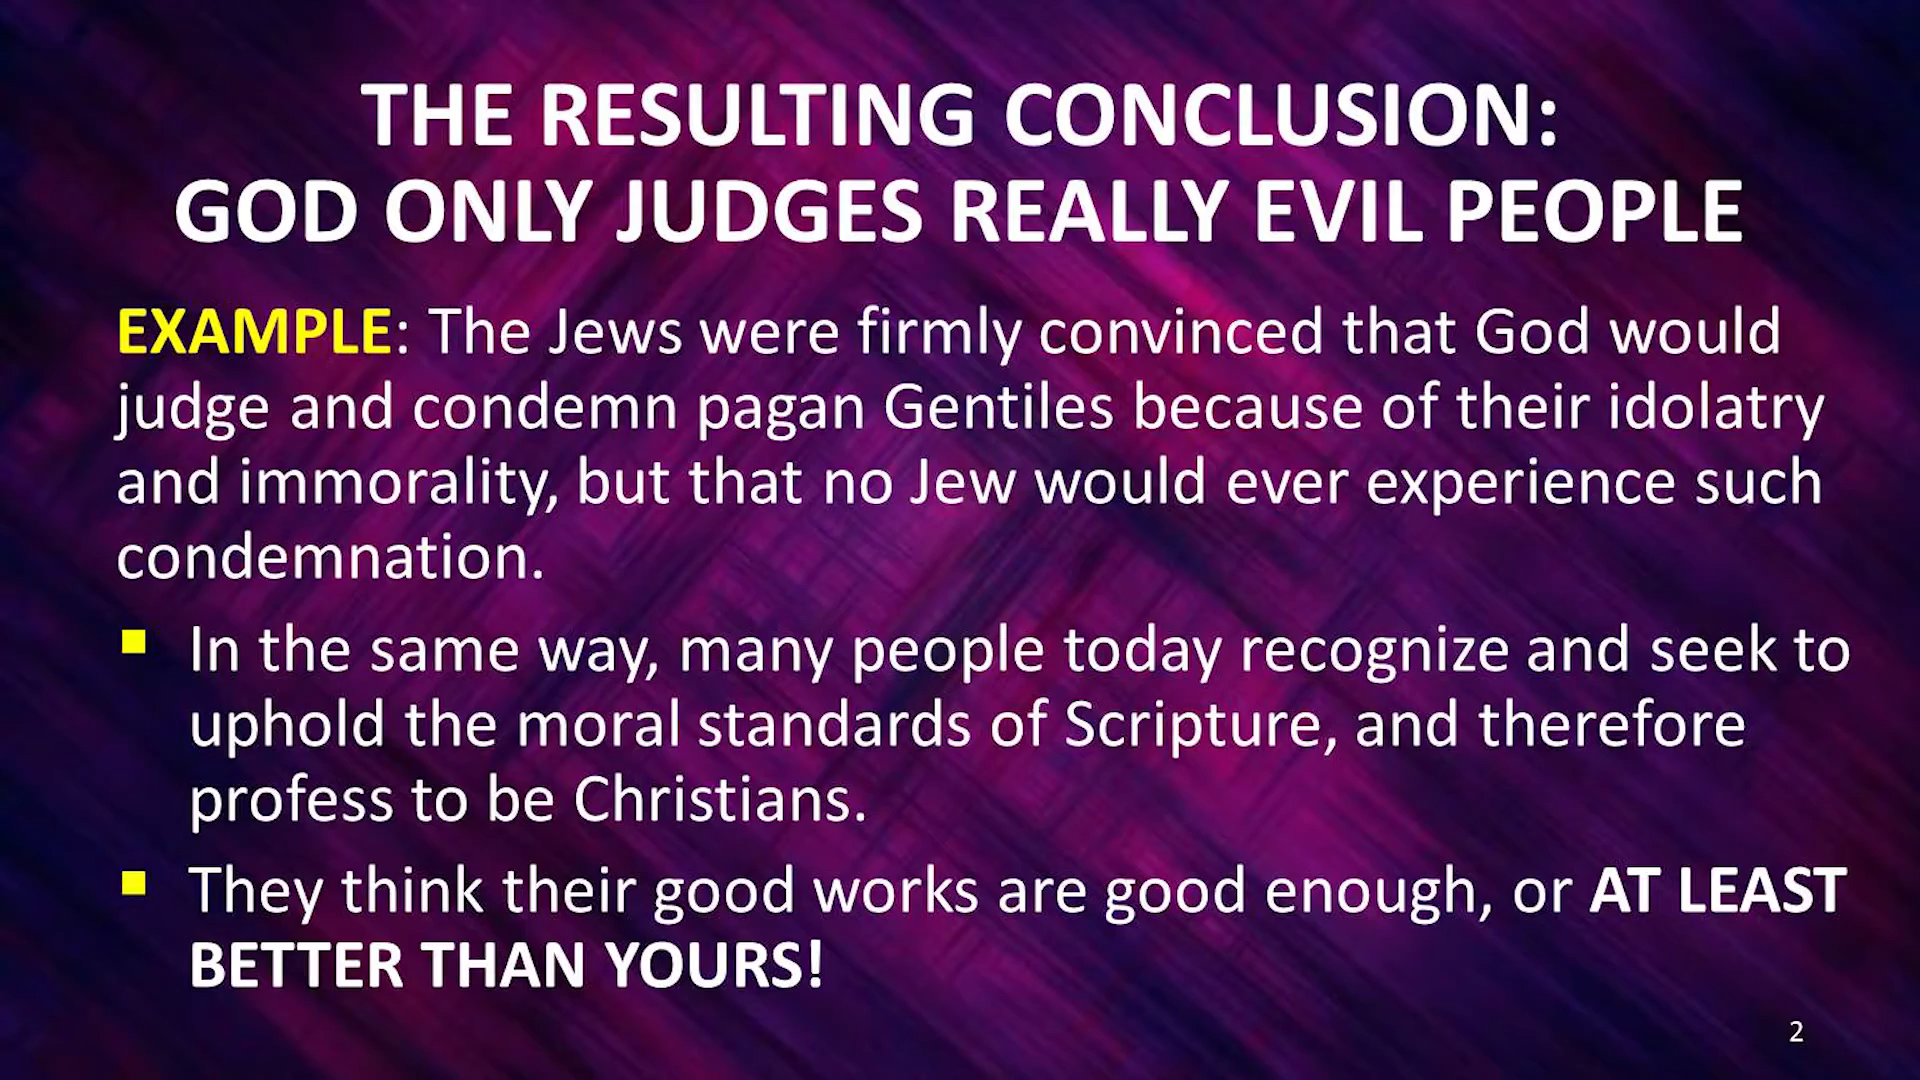 THE RESULTING CONCLUSION:
GOD ONLY JUDGES REALLY EVIL PEOPLE
EXAMPLE: The Jews were firmly convinced that God would
judge and condemn pagan Gentiles because of their idolatry
and immorality, but that no Jew would ever experience such
condemnation.
▪ In the same way, many people today recognize and seek to
uphold the moral standards of Scripture, and therefore
profess to be Christians.
▪ They think their good works are good enough, or AT LEAST
BETTER THAN YOURS!
2